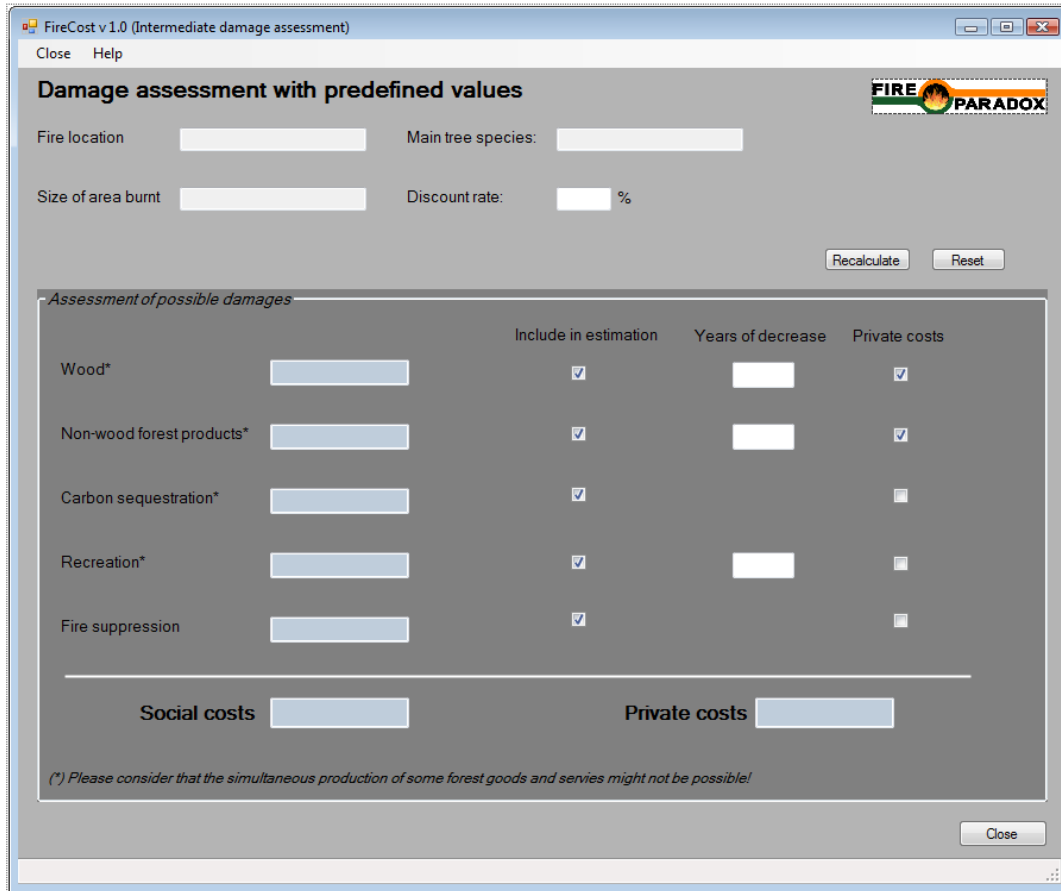 FireCost v 1.0 (Intermediate damage assessment)
Close Help
Damage assessment with predefined values
FIRE PARADOX
Fire location
Main tree species:
Size of area burnt
Discount rate: %
Recalculate Reset
Assessment of possible damages
Include in estimation Years of decrease Private costs
Wood*
Non-wood forest products*
Carbon sequestration*
Recreation*
Fire suppression
Social costs Private costs
(*) Please consider that the simultaneous production of some forest goods and servies might not be possible!
Close